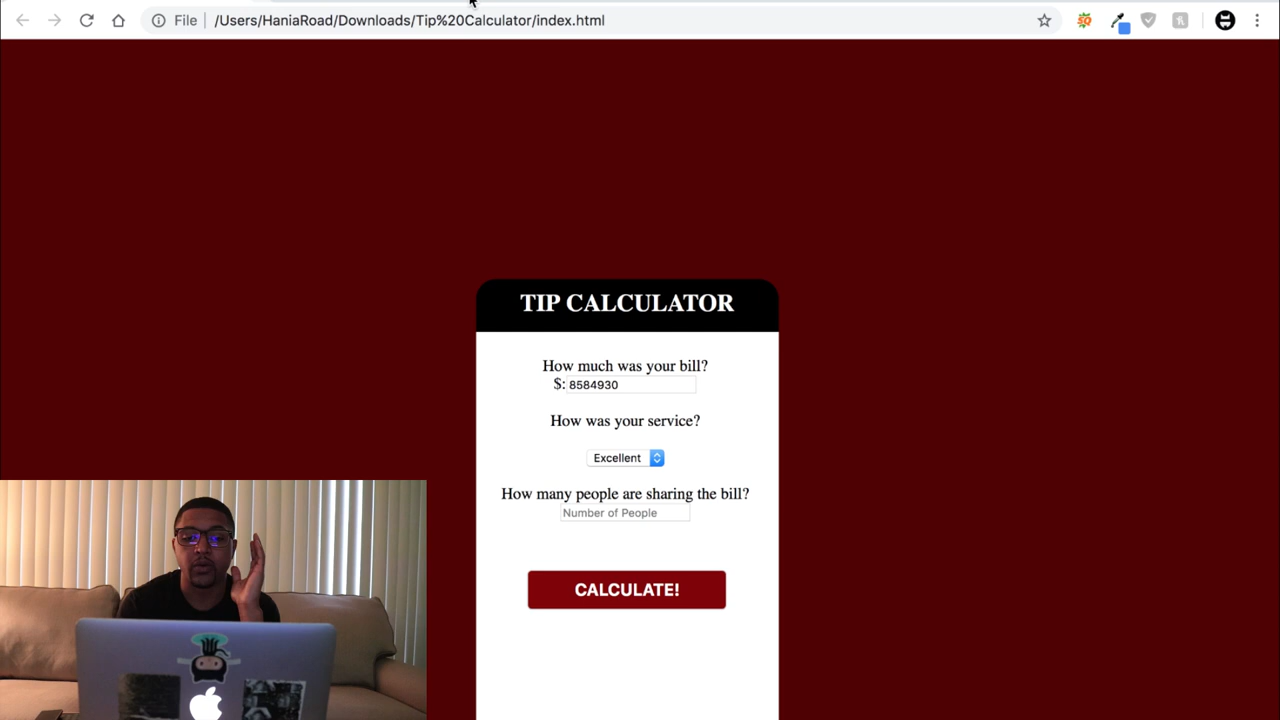 File
/Users/HaniaRoad/Downloads/Tip%20Calculator/index.html
TIP CALCULATOR
How much was your bill?
$: 8584930
How was your service?
Excellent
How many people are sharing the bill?
Number of People
CALCULATE!